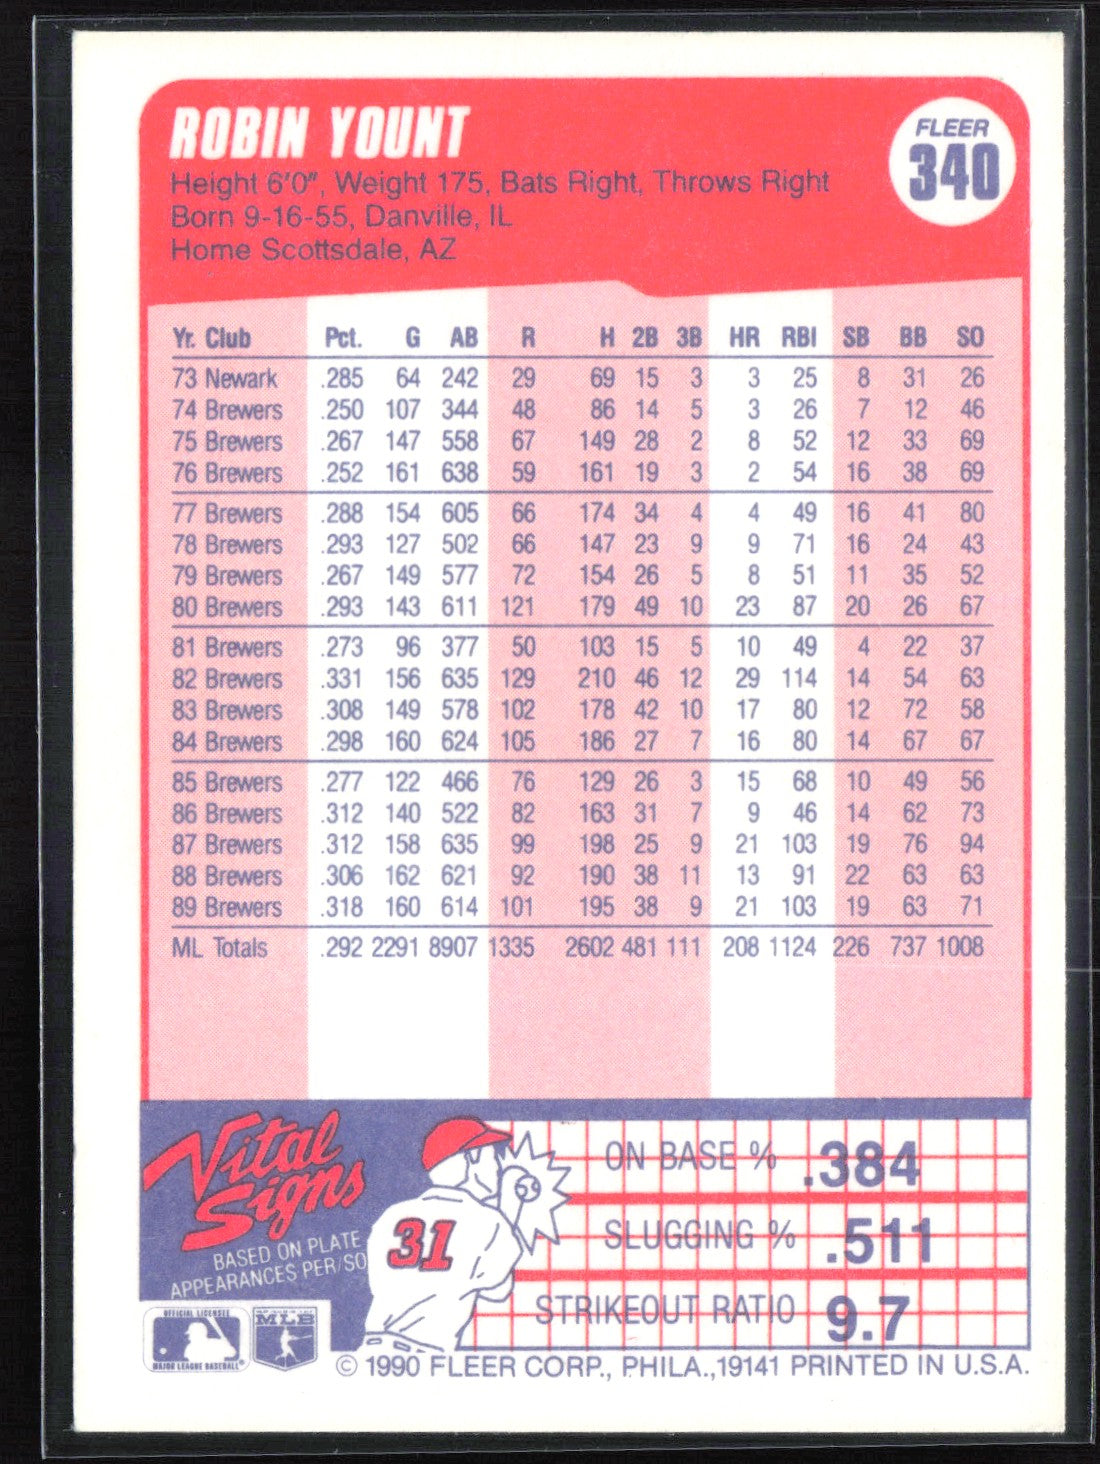 ROBIN YOUNT
FLEER
340
Height 6'0", Weight 175, Bats Right, Throws Right
Born 9-16-55, Danville, IL
Home Scottsdale, AZ
Yr. Club Pct. G AB R H 2B 3B HR RBI SB BB SO
73 Newark .285 64 242 29 69 15 3 3 25 8 31 26
74 Brewers .250 107 344 48 86 14 5 3 26 7 12 46
75 Brewers .267 147 558 67 149 28 2 8 52 12 33 69
76 Brewers .252 161 638 59 161 19 3 2 54 16 38 69
77 Brewers .288 154 605 66 174 34 4 4 49 16 41 80
78 Brewers .293 127 502 66 147 23 9 9 71 16 24 43
79 Brewers .267 149 577 72 154 26 5 8 51 11 35 52
80 Brewers .293 143 611 121 179 49 10 23 87 20 26 67
81 Brewers .273 96 377 50 103 15 5 10 49 4 22 37
82 Brewers .331 156 635 129 210 46 12 29 114 14 54 63
83 Brewers .308 149 578 102 178 42 10 17 80 12 72 58
84 Brewers .298 160 624 105 186 27 7 16 80 14 67 67
85 Brewers .277 122 466 76 129 26 3 15 68 10 49 56
86 Brewers .312 140 522 82 163 31 7 9 46 14 62 73
87 Brewers .312 158 635 99 198 25 9 21 103 19 76 94
88 Brewers .306 162 621 92 190 38 11 13 91 22 63 63
89 Brewers .318 160 614 101 195 38 9 21 103 19 63 71
ML Totals .292 2291 8907 1335 2602 481 111 208 1124 226 737 1008
Vital
Signs
BASED ON PLATE
APPEARANCES PER/SO
31
ON BASE % .384
SLUGGING % .511
STRIKEOUT RATIO 9.7
OFFICIAL LICENSEE
MAJOR LEAGUE BASEBALL
MLB
© 1990 FLEER CORP., PHILA.,19141 PRINTED IN U.S.A.